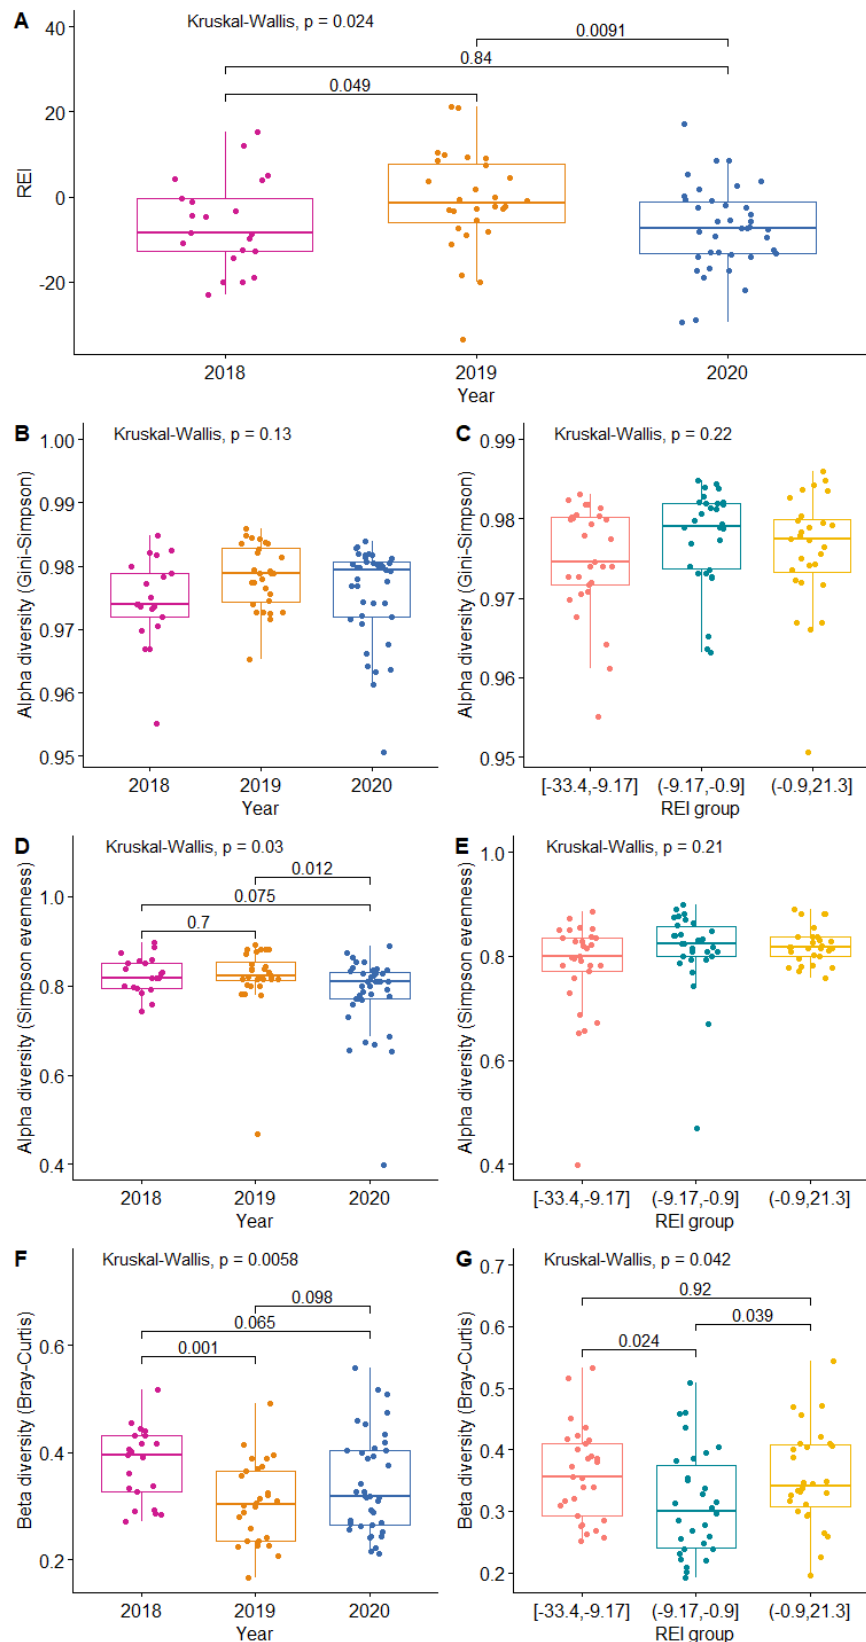 A
Kruskal-Wallis, p = 0.024
0.0091
0.84
0.049
40
20
0
-20
REI
2018
2019
2020
Year
B
Kruskal-Wallis, p = 0.13
1.00
0.99
0.98
0.97
0.96
0.95
Alpha diversity (Gini-Simpson)
2018
2019
2020
Year
C
Kruskal-Wallis, p = 0.22
0.99
0.98
0.97
0.96
0.95
Alpha diversity (Gini-Simpson)
[-33.4,-9.17]
(-9.17,-0.9]
(-0.9,21.3]
REI group
D
Kruskal-Wallis, p = 0.03
0.012
0.075
0.7
1.0
0.8
0.6
0.4
Alpha diversity (Simpson evenness)
2018
2019
2020
Year
E
Kruskal-Wallis, p = 0.21
1.0
0.8
0.6
0.4
Alpha diversity (Simpson evenness)
[-33.4,-9.17]
(-9.17,-0.9]
(-0.9,21.3]
REI group
F
Kruskal-Wallis, p = 0.0058
0.098
0.065
0.001
0.6
0.4
0.2
Beta diversity (Bray-Curtis)
2018
2019
2020
Year
G
Kruskal-Wallis, p = 0.042
0.92
0.039
0.024
0.7
0.6
0.5
0.4
0.3
0.2
Beta diversity (Bray-Curtis)
[-33.4,-9.17]
(-9.17,-0.9]
(-0.9,21.3]
REI group